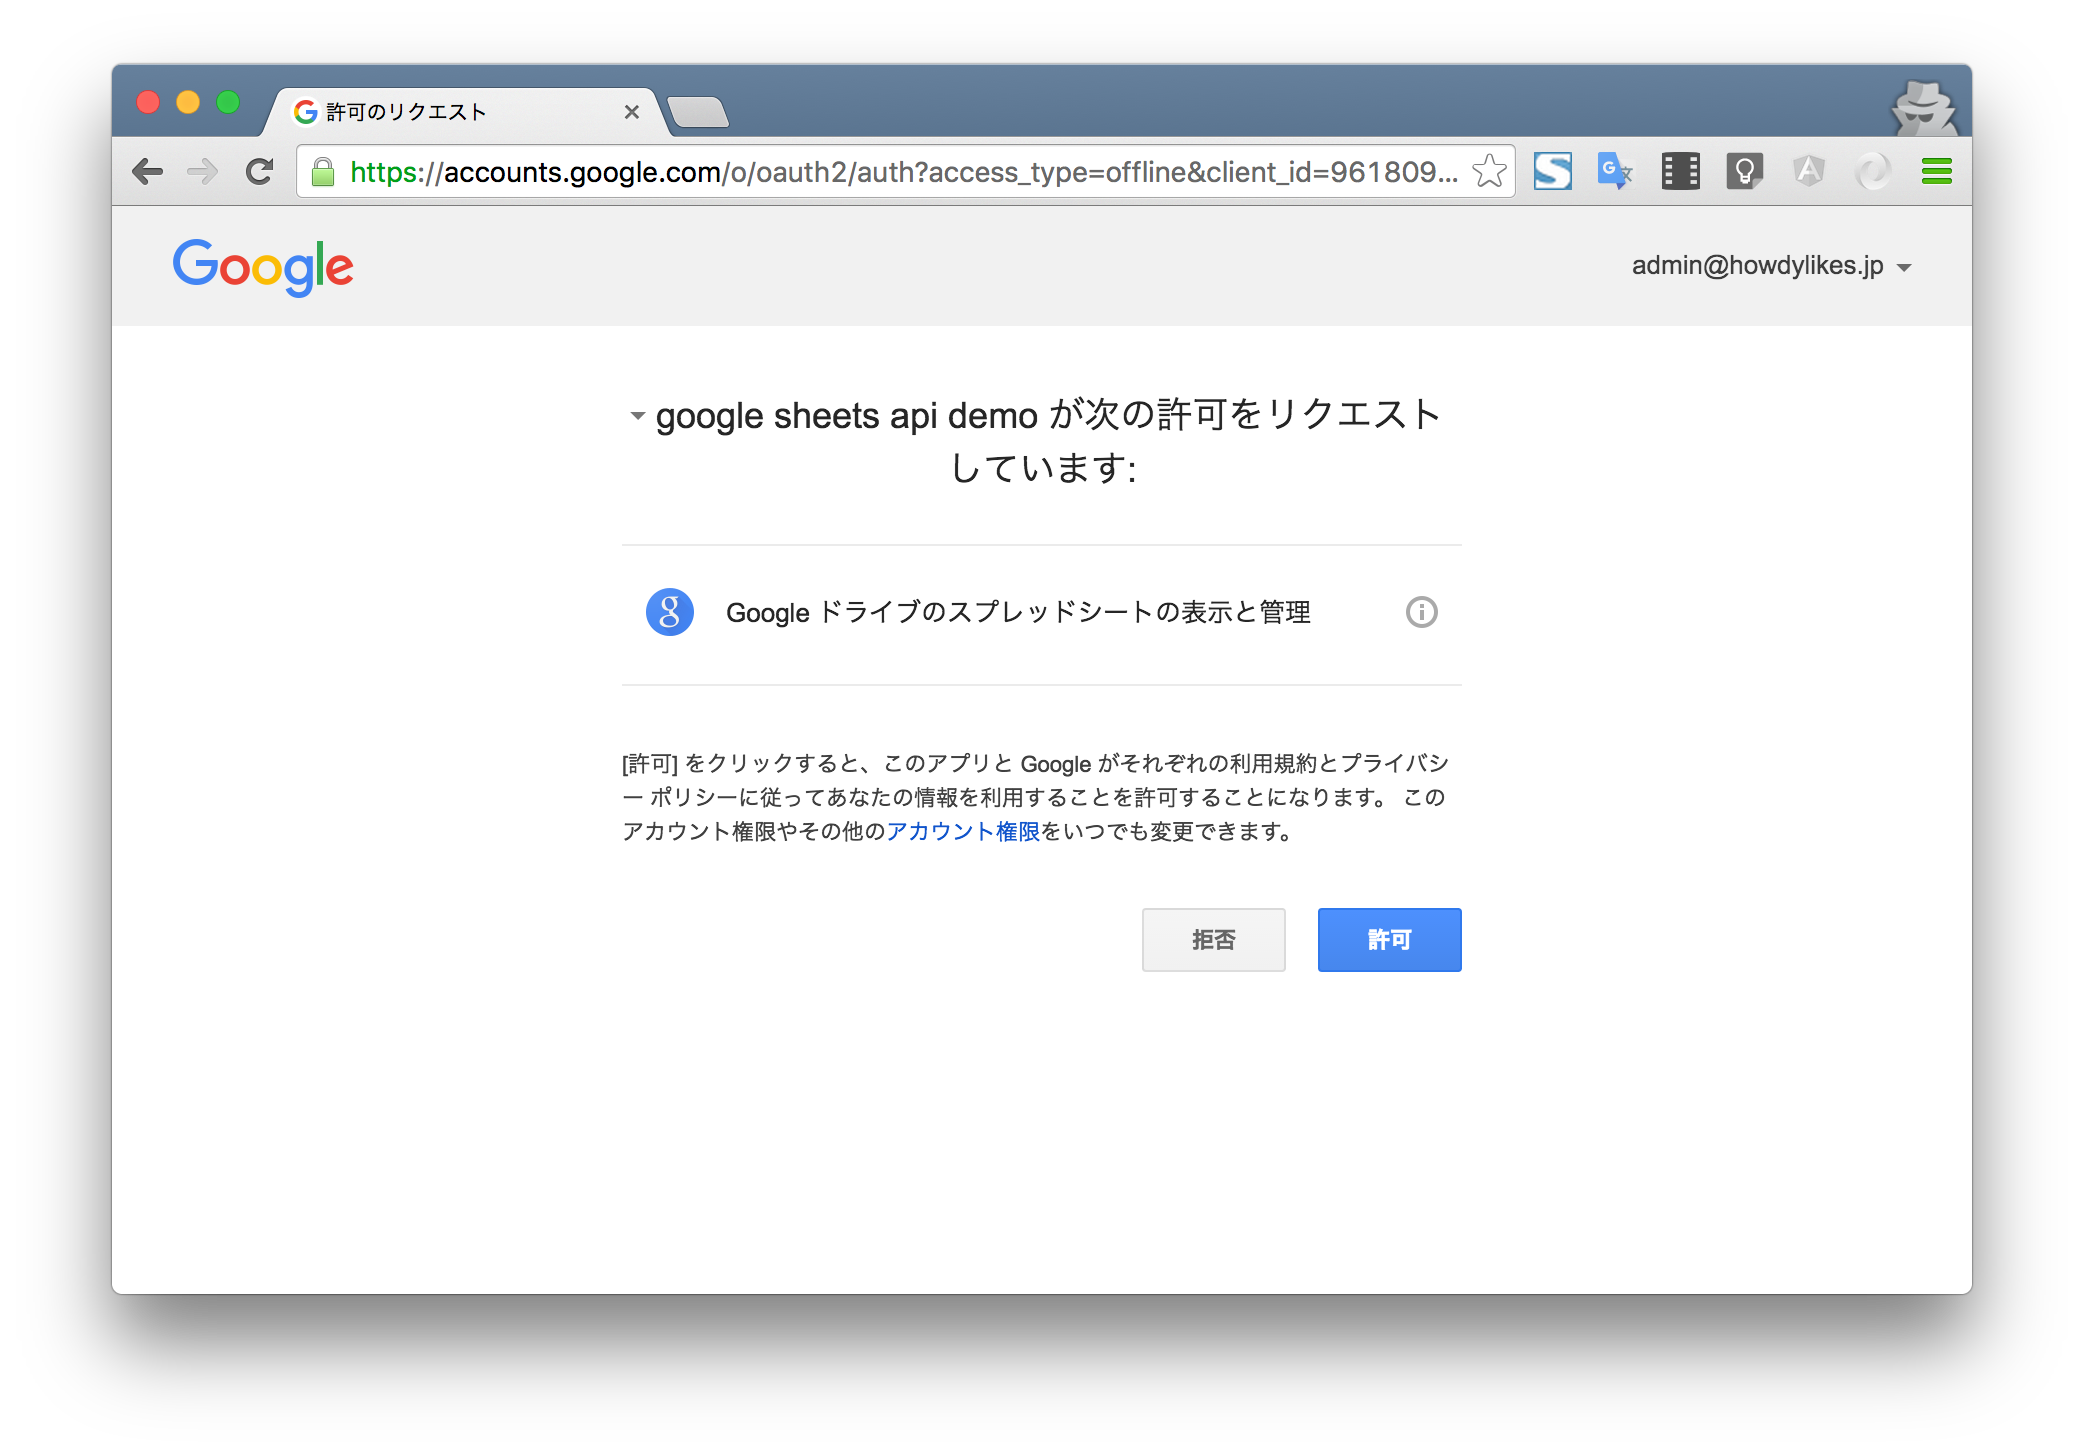 許可のリクエスト
https://accounts.google.com/o/oauth2/auth?access_type=offline&client_id=961809...
Google
admin@howdylikes.jp
google sheets api demo が次の許可をリクエスト
しています:
Google ドライブのスプレッドシートの表示と管理
[許可] をクリックすると、このアプリと Google がそれぞれの利用規約とプライバシ
ー ポリシーに従ってあなたの情報を利用することを許可することになります。 この
アカウント権限やその他のアカウント権限をいつでも変更できます。
拒否
許可